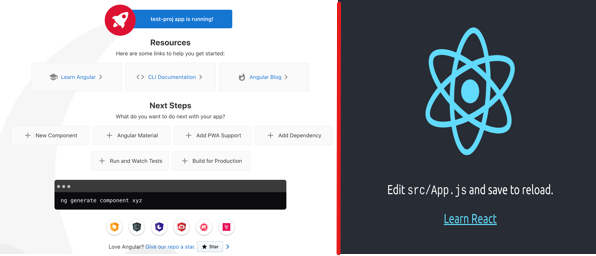 test-proj app is running!
Resources
Here are some links to help you get started:
Learn Angular
CLI Documentation
Angular Blog
Next Steps
What do you want to do next with your app?
New Component
Angular Material
Add PWA Support
Add Dependency
Run and Watch Tests
Build for Production
ng generate component xyz
Love Angular? Give our repo a star.
Star
Edit src/App.js and save to reload.
Learn React